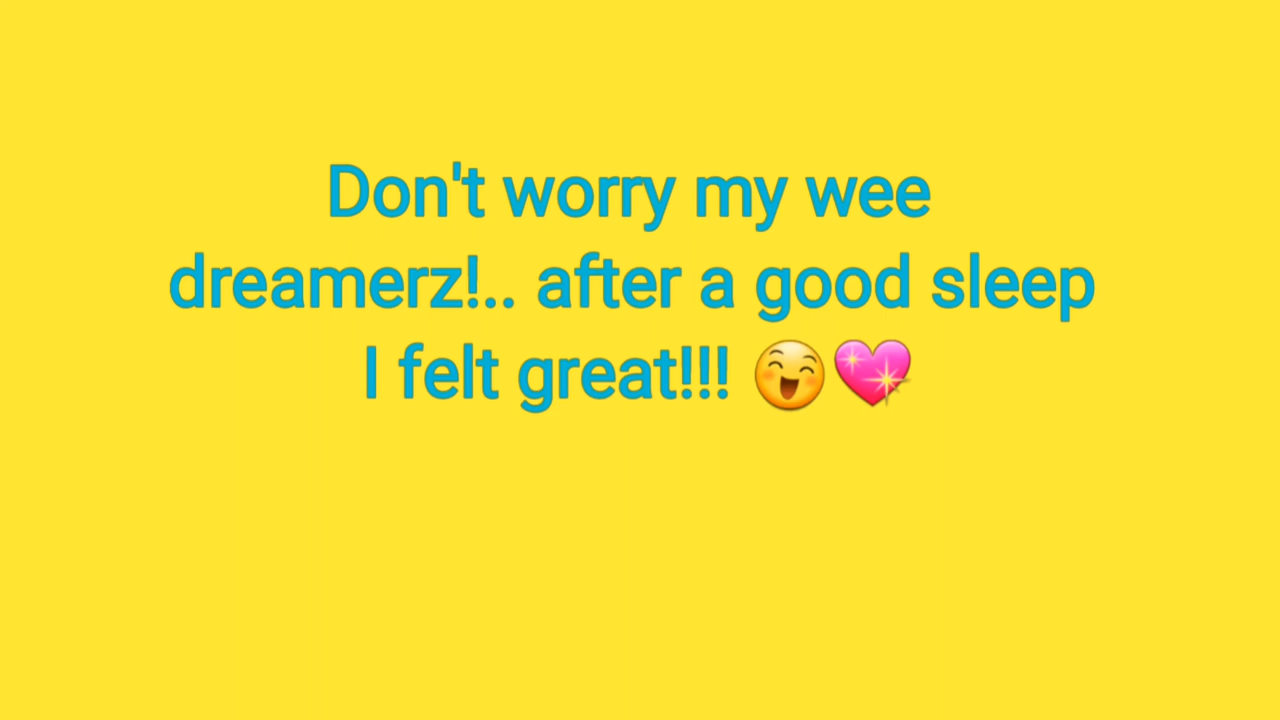 Don't worry my wee
dreamerz!.. after a good sleep
I felt great!!! 😄💖